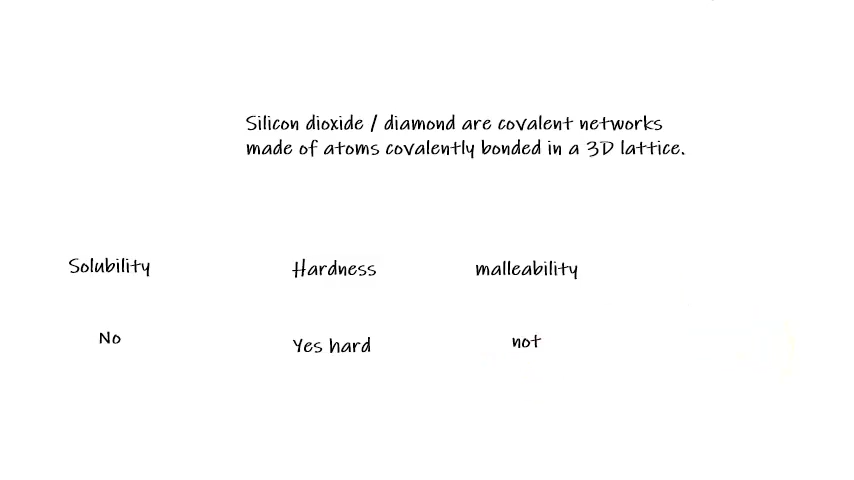 Silicon dioxide / diamond are covalent networks
made of atoms covalently bonded in a 3D lattice.
Solubility Hardness malleability
No Yes hard not